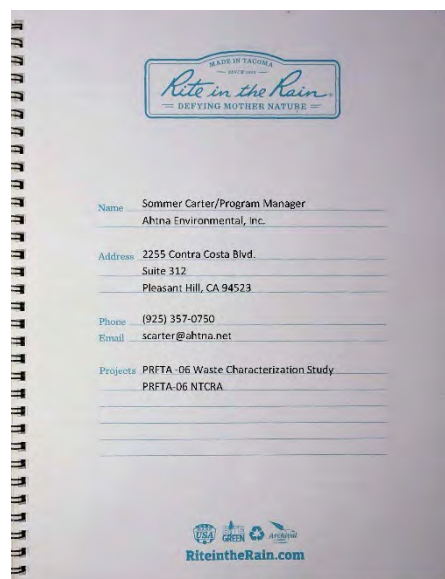 MADE IN TACOMA
Rite in the Rain
DEFYING MOTHER NATURE
Name Sommer Carter/Program Manager
Ahtna Environmental, Inc.
Address 2255 Contra Costa Blvd.
Suite 312
Pleasant Hill, CA 94523
Phone (925) 357-0750
Email scarter@ahtna.net
Projects PRFTA -06 Waste Characterization Study
PRFTA-06 NTCRA
USA GREEN Archival
RiteintheRain.com